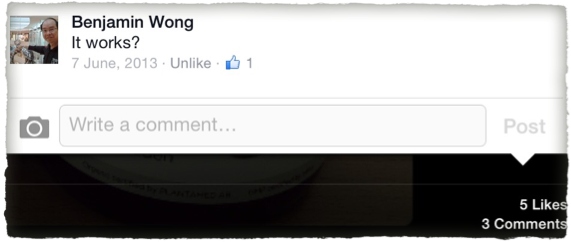 Benjamin Wong
It works?
7 June, 2013 · Unlike · 1
Write a comment...
Post
5 Likes
3 Comments